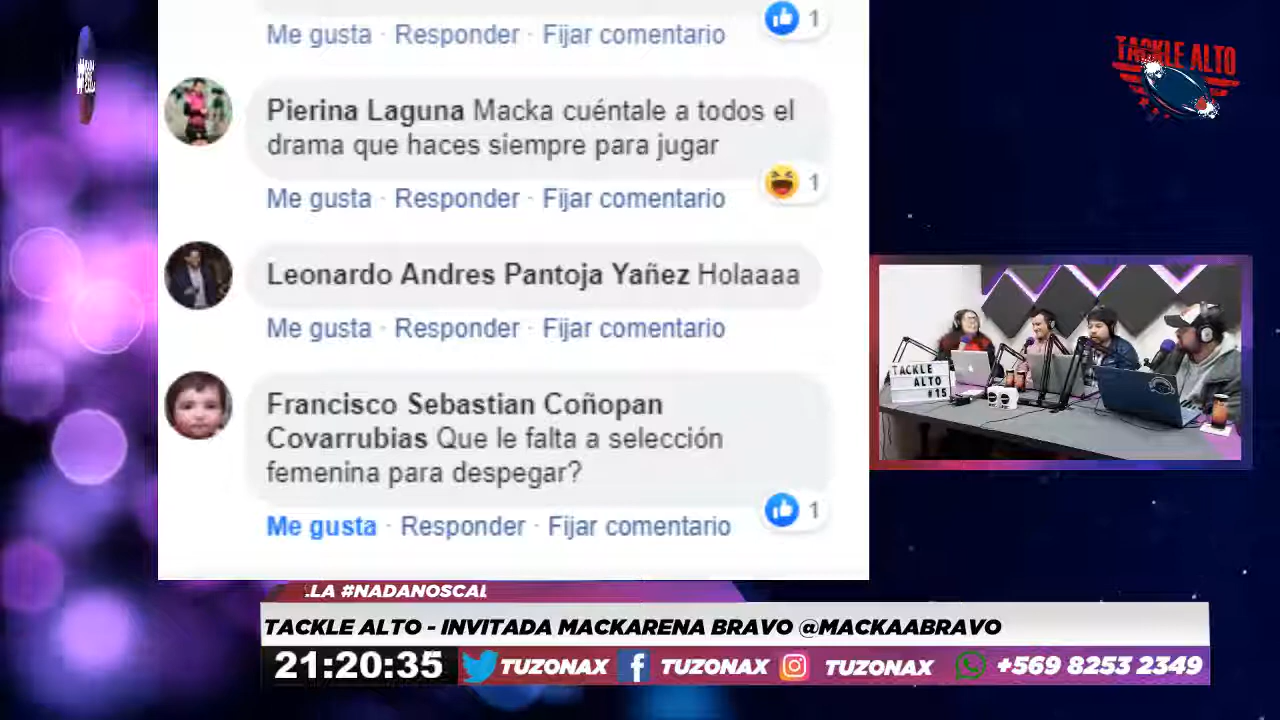 Me gusta · Responder · Fijar comentario
1
TACKLE ALTO
Pierina Laguna Macka cuéntale a todos el
drama que haces siempre para jugar
1
Me gusta · Responder · Fijar comentario
Leonardo Andres Pantoja Yañez Holaaaa
Me gusta · Responder · Fijar comentario
TACKLE
ALTO
#15
Francisco Sebastian Coñopan
Covarrubias Que le falta a selección
femenina para despegar?
1
Me gusta · Responder · Fijar comentario
.LA #NADANOSCAL
TACKLE ALTO - INVITADA MACKARENA BRAVO @MACKAABRAVO
21:20:35 TUZONAX TUZONAX TUZONAX +569 8253 2349